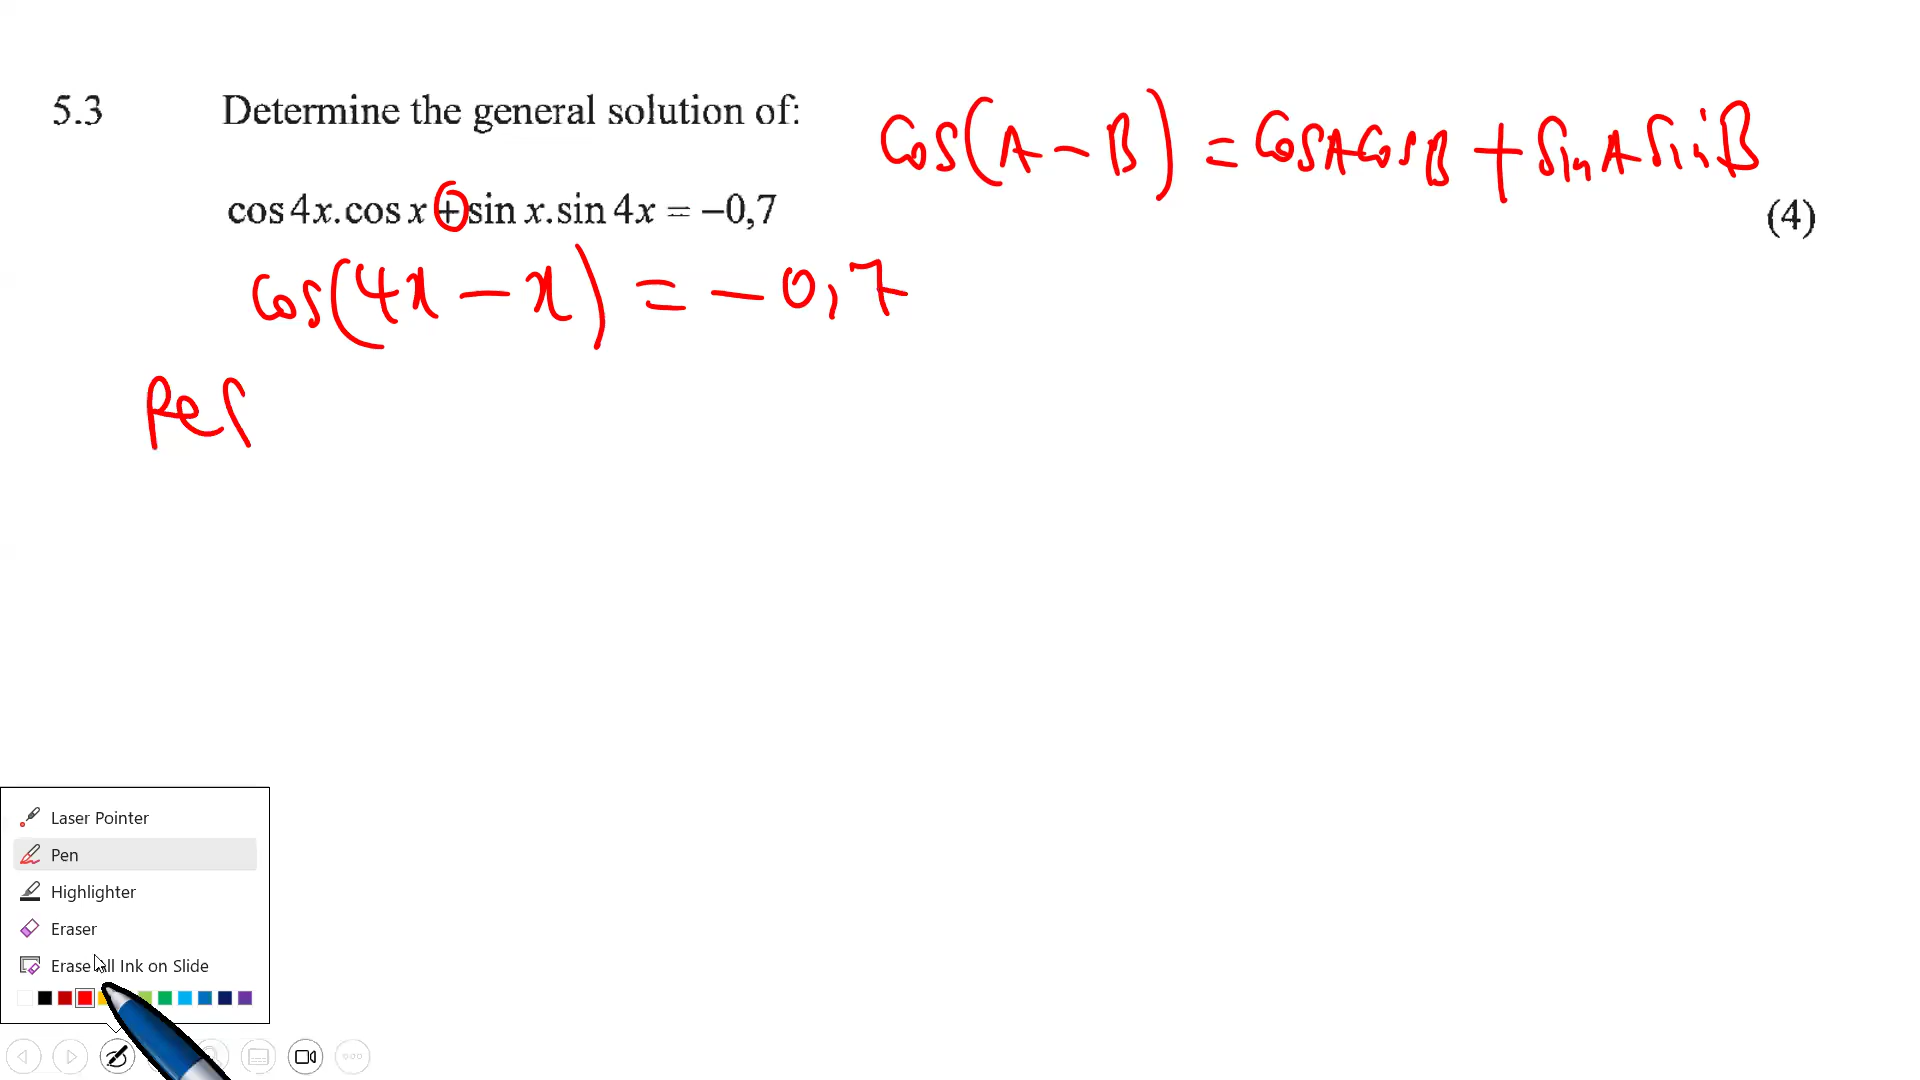 5.3 Determine the general solution of:
cos(A - B) = cosAcosB + sinAsinB
cos 4x.cos x + sin x.sin 4x = −0,7
(4)
cos(4x - x) = - 0,7
Ref
Laser Pointer
Pen
Highlighter
Eraser
Erase All Ink on Slide